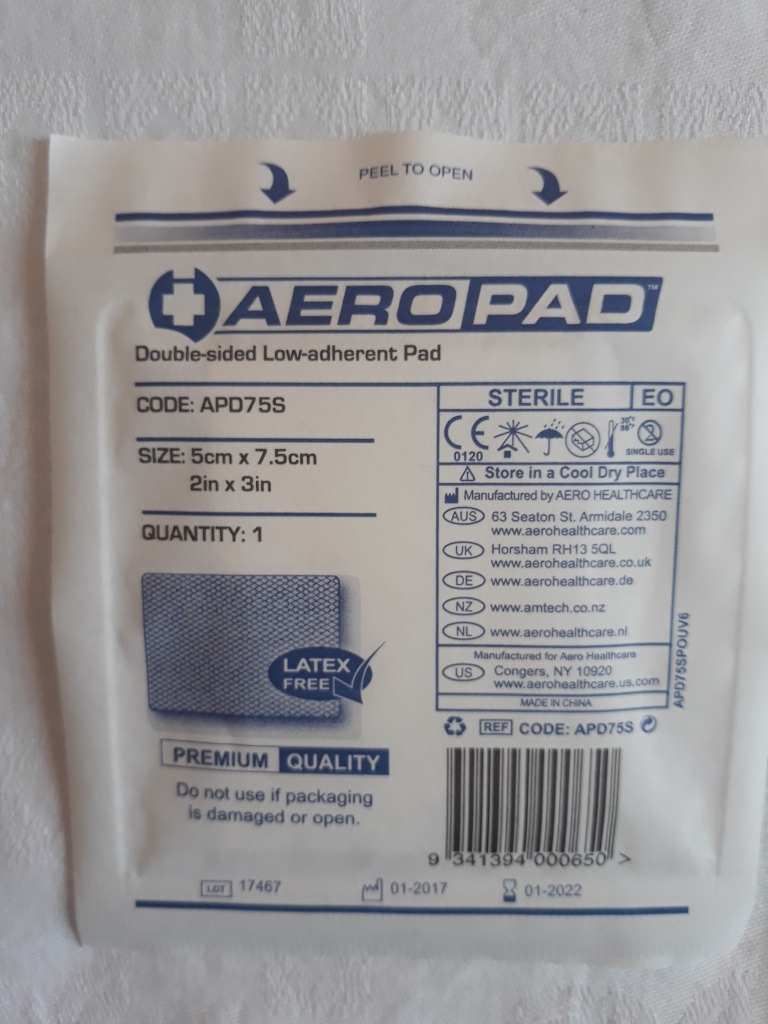 PEEL TO OPEN
AEROPAD™
Double-sided Low-adherent Pad
CODE: APD75S
SIZE: 5cm x 7.5cm
2in x 3in
QUANTITY: 1
LATEX
FREE
PREMIUM QUALITY
Do not use if packaging
is damaged or open.
STERILE EO
CE
0120
30°C
86°F
SINGLE USE
Store in a Cool Dry Place
Manufactured by AERO HEALTHCARE
AUS 63 Seaton St. Armidale 2350
www.aerohealthcare.com
UK Horsham RH13 5QL
www.aerohealthcare.co.uk
DE www.aerohealthcare.de
NZ www.amtech.co.nz
NL www.aerohealthcare.nl
Manufactured for Aero Healthcare
US Congers, NY 10920
www.aerohealthcare.us.com
MADE IN CHINA
APD75SPOUV6
REF CODE: APD75S
9 341394 000650 >
LOT 17467 01-2017 01-2022